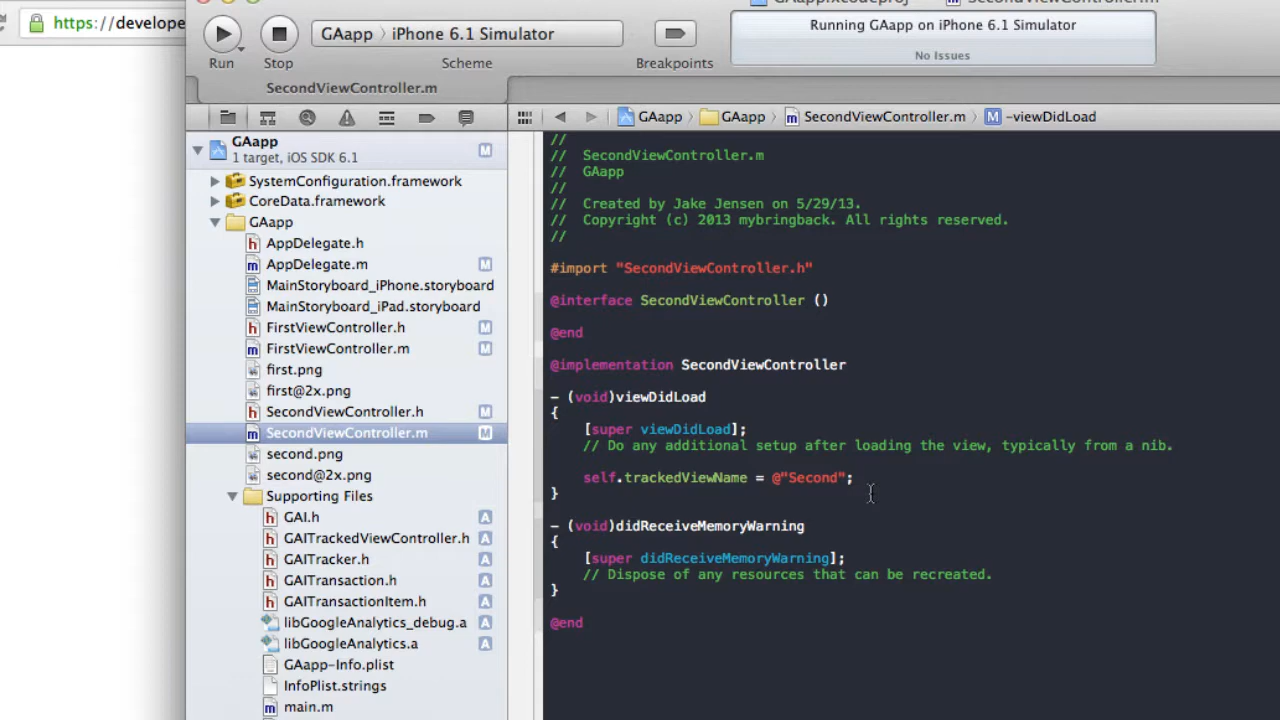 https://develope
GAapp.xcodeproj
SecondViewController.m
GAapp 〉 iPhone 6.1 Simulator
Running GAapp on iPhone 6.1 Simulator
No Issues
Run
Stop
Scheme
Breakpoints
SecondViewController.m
GAapp
GAapp
SecondViewController.m
M
-viewDidLoad
GAapp
M
1 target, iOS SDK 6.1
SystemConfiguration.framework
CoreData.framework
GAapp
h AppDelegate.h
m AppDelegate.m M
MainStoryboard_iPhone.storyboard
MainStoryboard_iPad.storyboard
h FirstViewController.h M
m FirstViewController.m M
first.png
first@2x.png
h SecondViewController.h M
m SecondViewController.m M
second.png
second@2x.png
Supporting Files
h GAI.h A
h GAITrackedViewController.h A
h GAITracker.h A
h GAITransaction.h A
h GAITransactionItem.h A
libGoogleAnalytics_debug.a A
libGoogleAnalytics.a A
GAapp-Info.plist
InfoPlist.strings
m main.m
//
// SecondViewController.m
// GAapp
//
// Created by Jake Jensen on 5/29/13.
// Copyright (c) 2013 mybringback. All rights reserved.
//
#import "SecondViewController.h"
@interface SecondViewController ()
@end
@implementation SecondViewController
- (void)viewDidLoad
{
[super viewDidLoad];
// Do any additional setup after loading the view, typically from a nib.
self.trackedViewName = @"Second";
}
- (void)didReceiveMemoryWarning
{
[super didReceiveMemoryWarning];
// Dispose of any resources that can be recreated.
}
@end